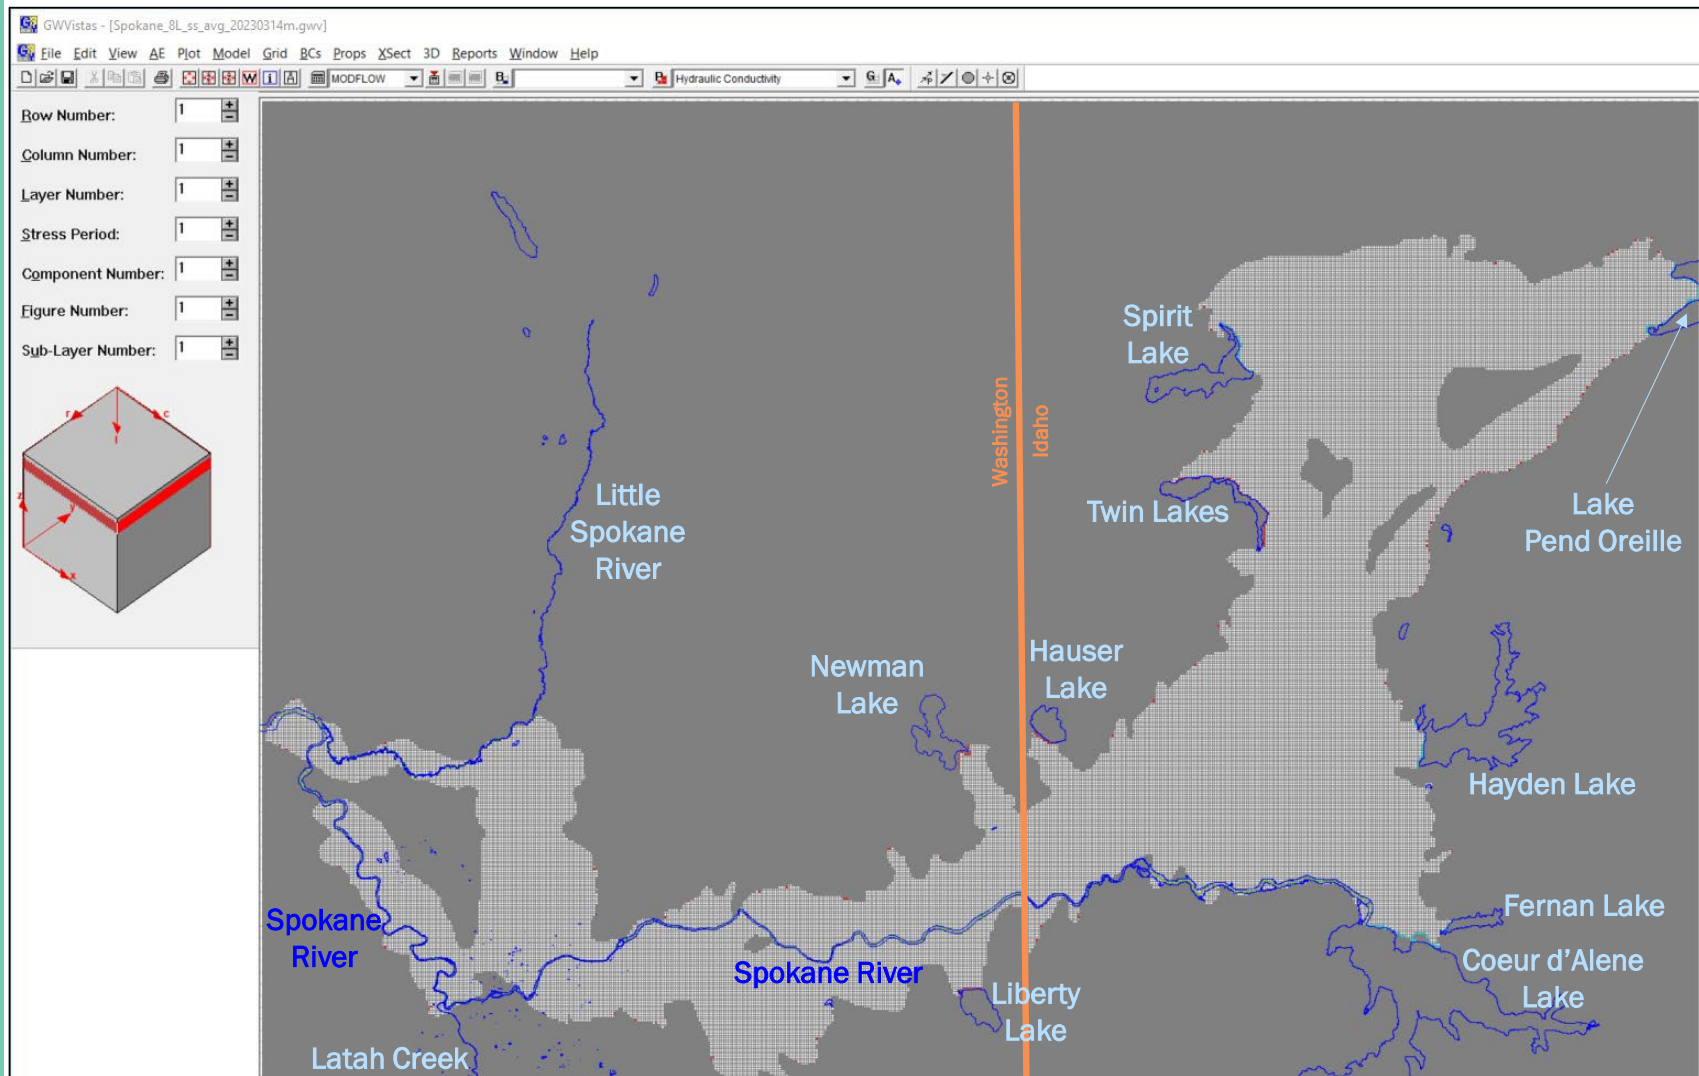 GWVistas - [Spokane_8L_ss_avg_20230314m.gwv]
File Edit View AE Plot Model Grid BCs Props XSect 3D Reports Window Help
MODFLOW
Hydraulic Conductivity
Row Number: 1
Column Number: 1
Layer Number: 1
Stress Period: 1
Component Number: 1
Figure Number: 1
Sub-Layer Number: 1
r
c
l
z
y
x
Spirit
Lake
Washington
Idaho
Little
Spokane
River
Twin Lakes
Lake
Pend Oreille
Newman
Lake
Hauser
Lake
Hayden Lake
Spokane
River
Spokane River
Fernan Lake
Coeur d'Alene
Lake
Liberty
Lake
Latah Creek